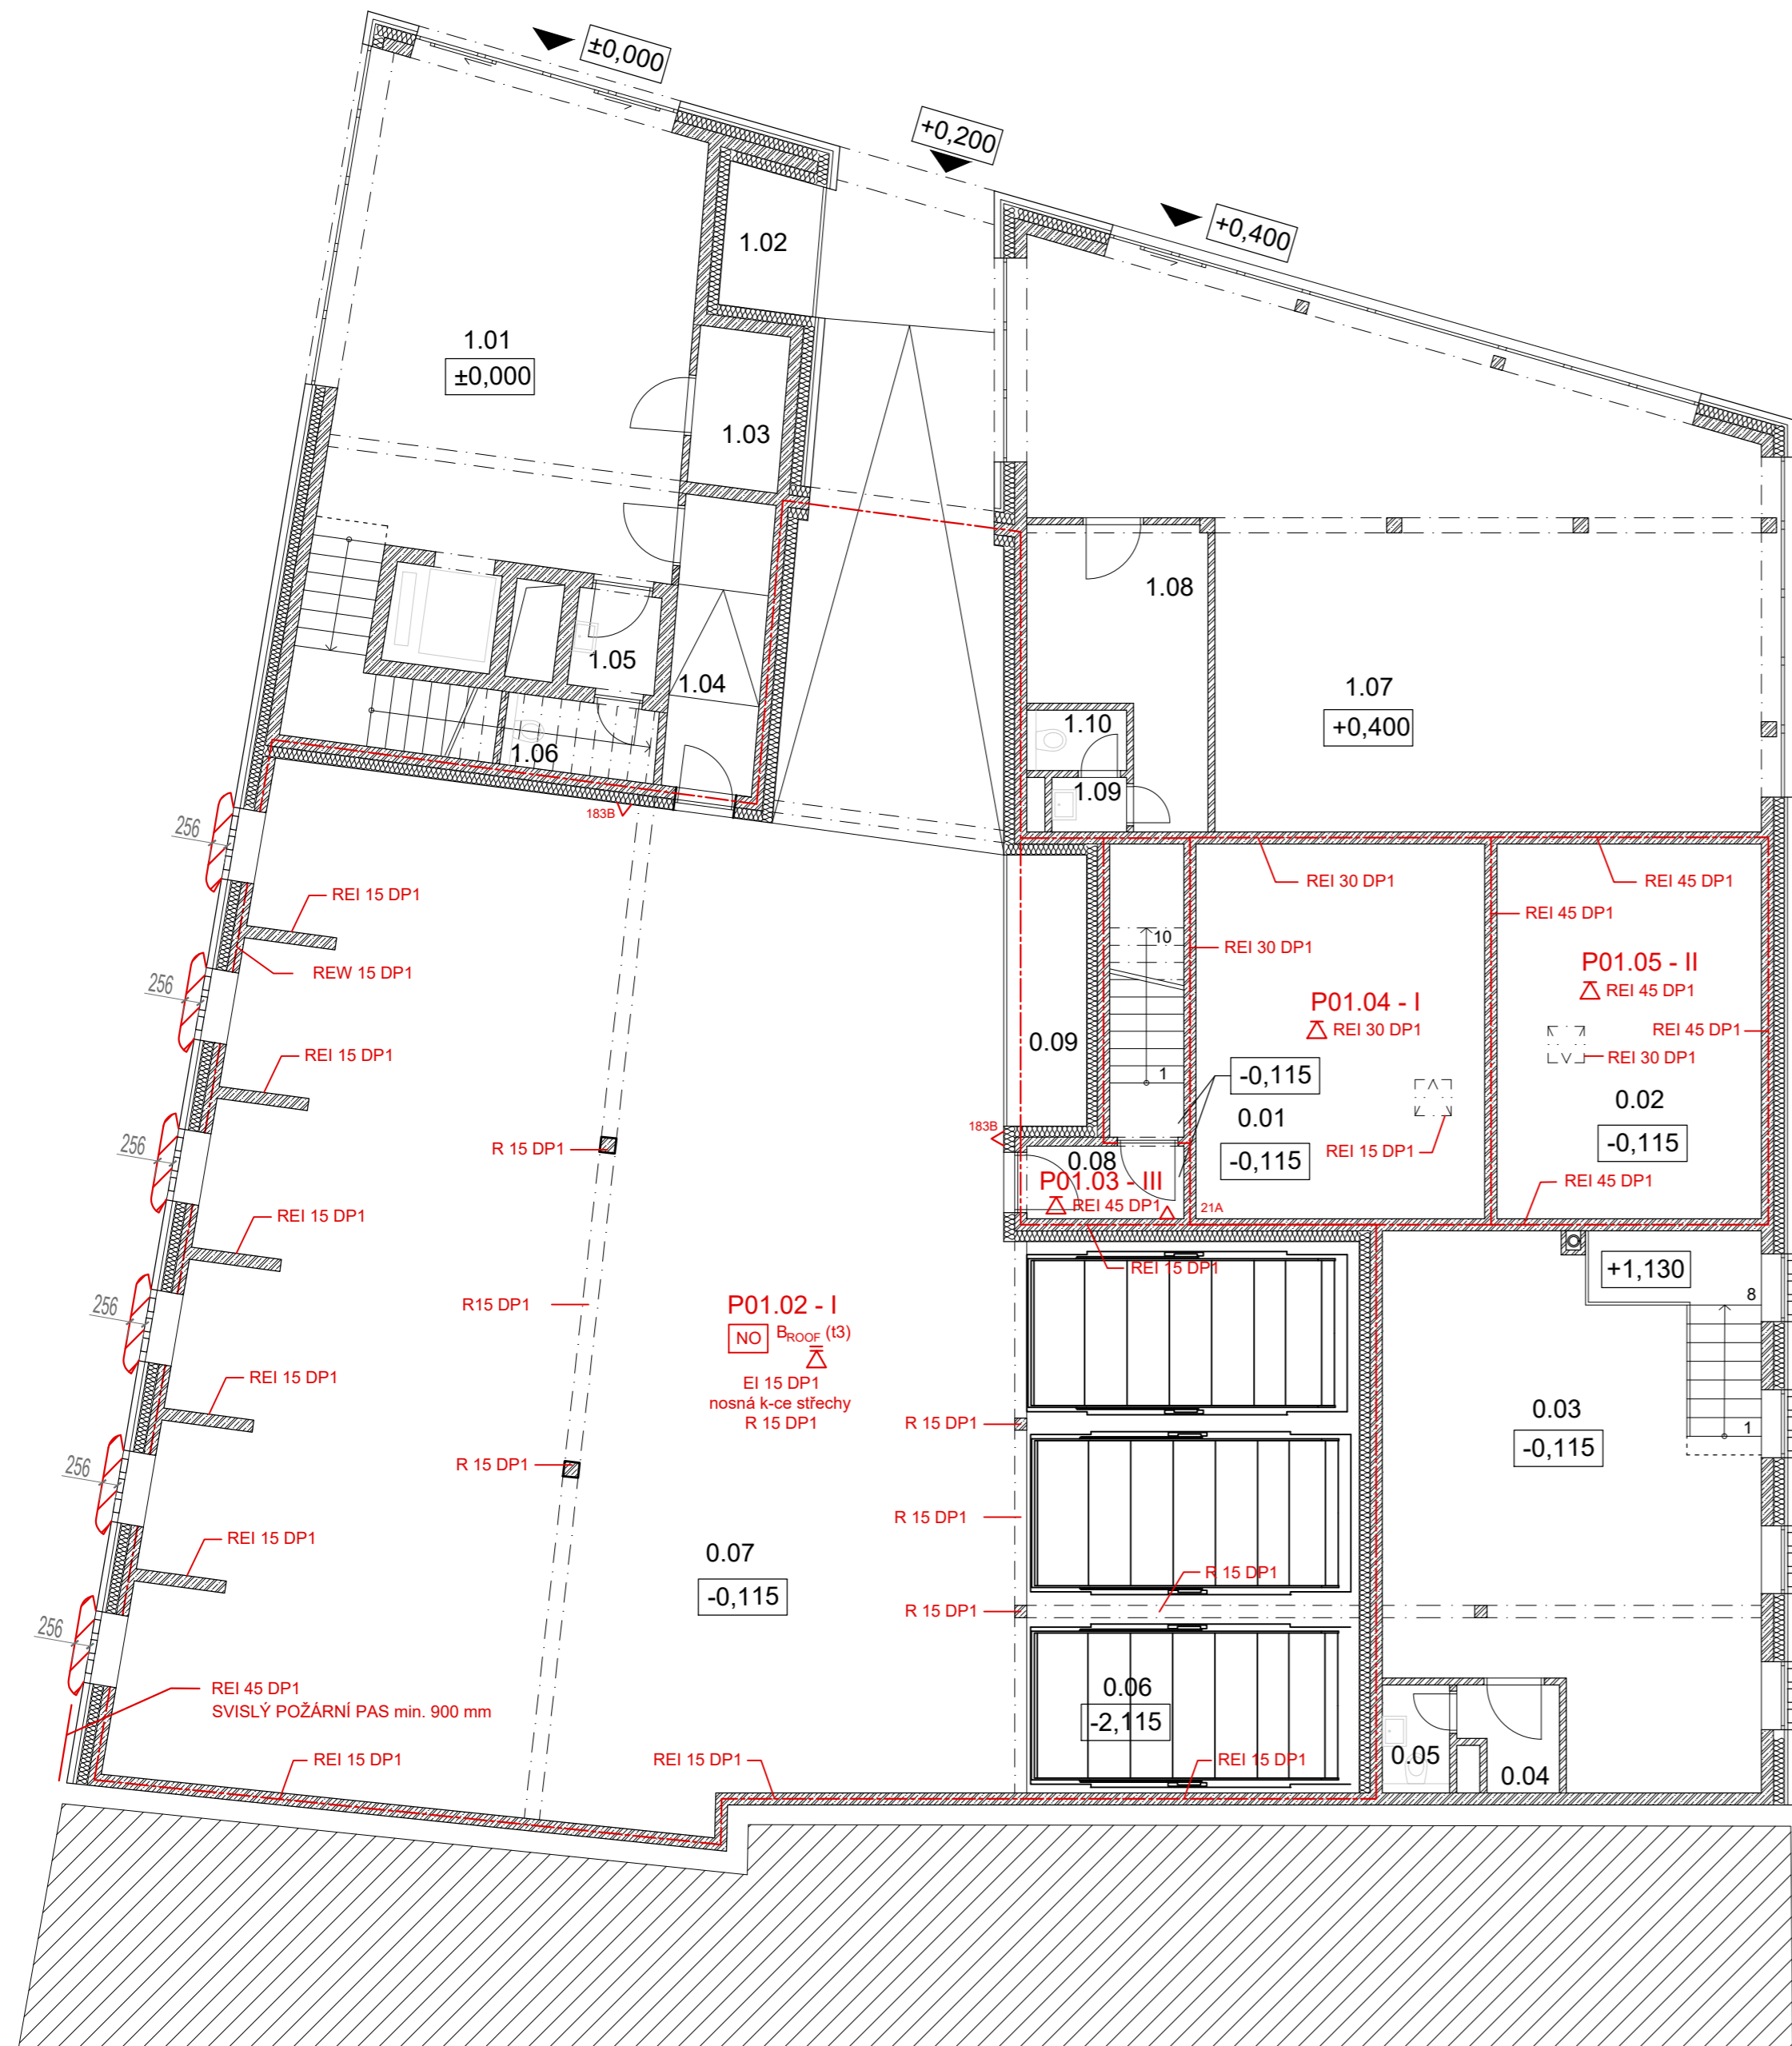 ±0,000
+0,200
+0,400
1.02
1.01
±0,000
1.03
1.08
1.05
1.04
1.07
+0,400
1.10
1.06
1.09
183B
256
REI 15 DP1
REI 30 DP1
REI 45 DP1
REI 45 DP1
REI 30 DP1
10
REW 15 DP1
P01.05 - II
REI 45 DP1
256
P01.04 - I
REI 30 DP1
REI 45 DP1
0.09
REI 15 DP1
REI 30 DP1
1
-0,115
0.01
0.02
-0,115
183B
256
R 15 DP1
0.08
-0,115
REI 15 DP1
P01.03 - III
REI 45 DP1
REI 45 DP1
21A
REI 15 DP1
REI 15 DP1
+1,130
8
256
R15 DP1
P01.02 - I
NO
BROOF (t3)
EI 15 DP1
nosná k-ce střechy
R 15 DP1
REI 15 DP1
R 15 DP1
0.03
1
-0,115
256
R 15 DP1
R 15 DP1
REI 15 DP1
0.07
-0,115
R 15 DP1
R 15 DP1
256
REI 45 DP1
SVISLÝ POŽÁRNÍ PAS min. 900 mm
0.06
-2,115
REI 15 DP1
REI 15 DP1
REI 15 DP1
0.05
0.04